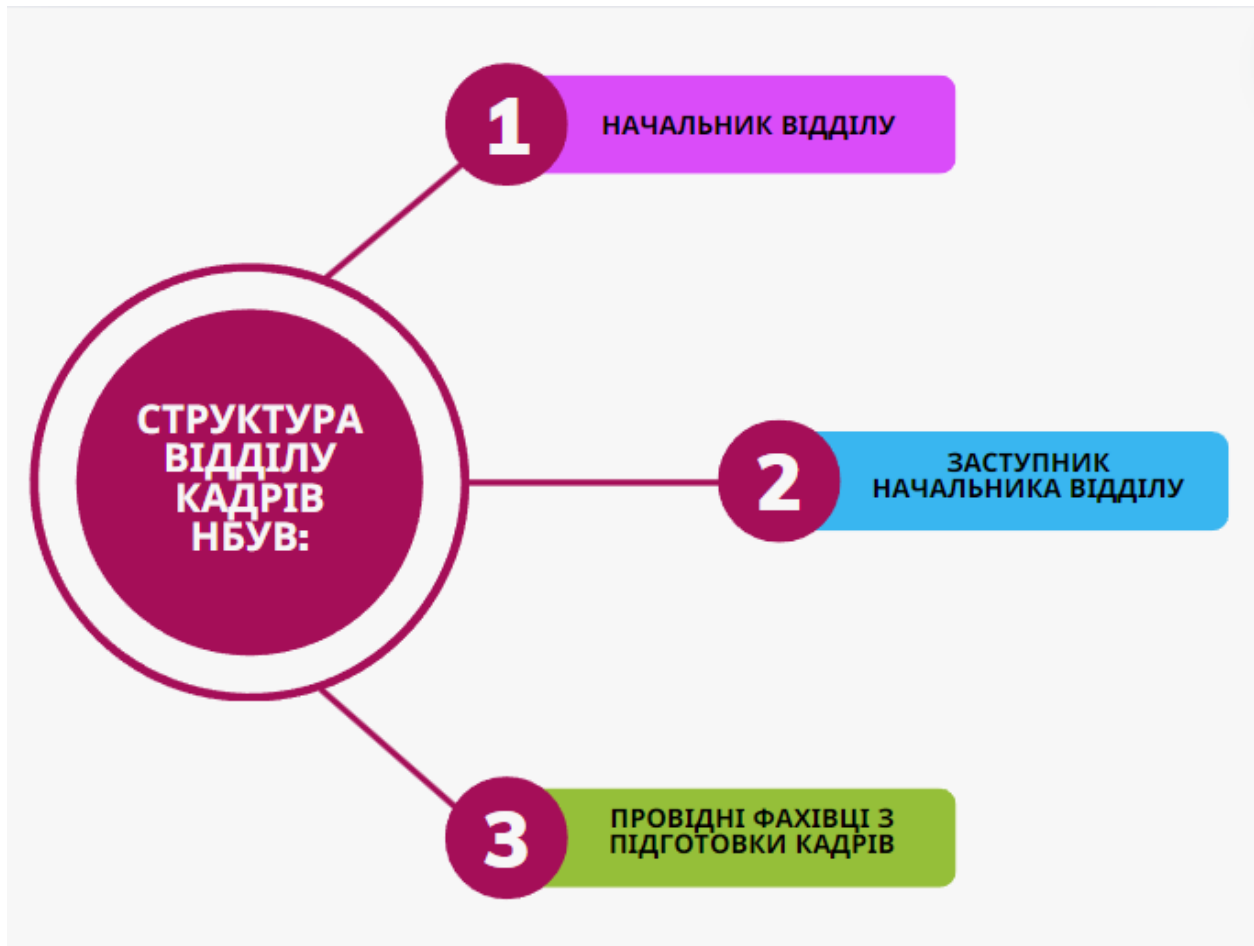 1
НАЧАЛЬНИК ВІДДІЛУ
СТРУКТУРА
ВІДДІЛУ
КАДРІВ
НБУВ:
2
ЗАСТУПНИК
НАЧАЛЬНИКА ВІДДІЛУ
3
ПРОВІДНІ ФАХІВЦІ З
ПІДГОТОВКИ КАДРІВ